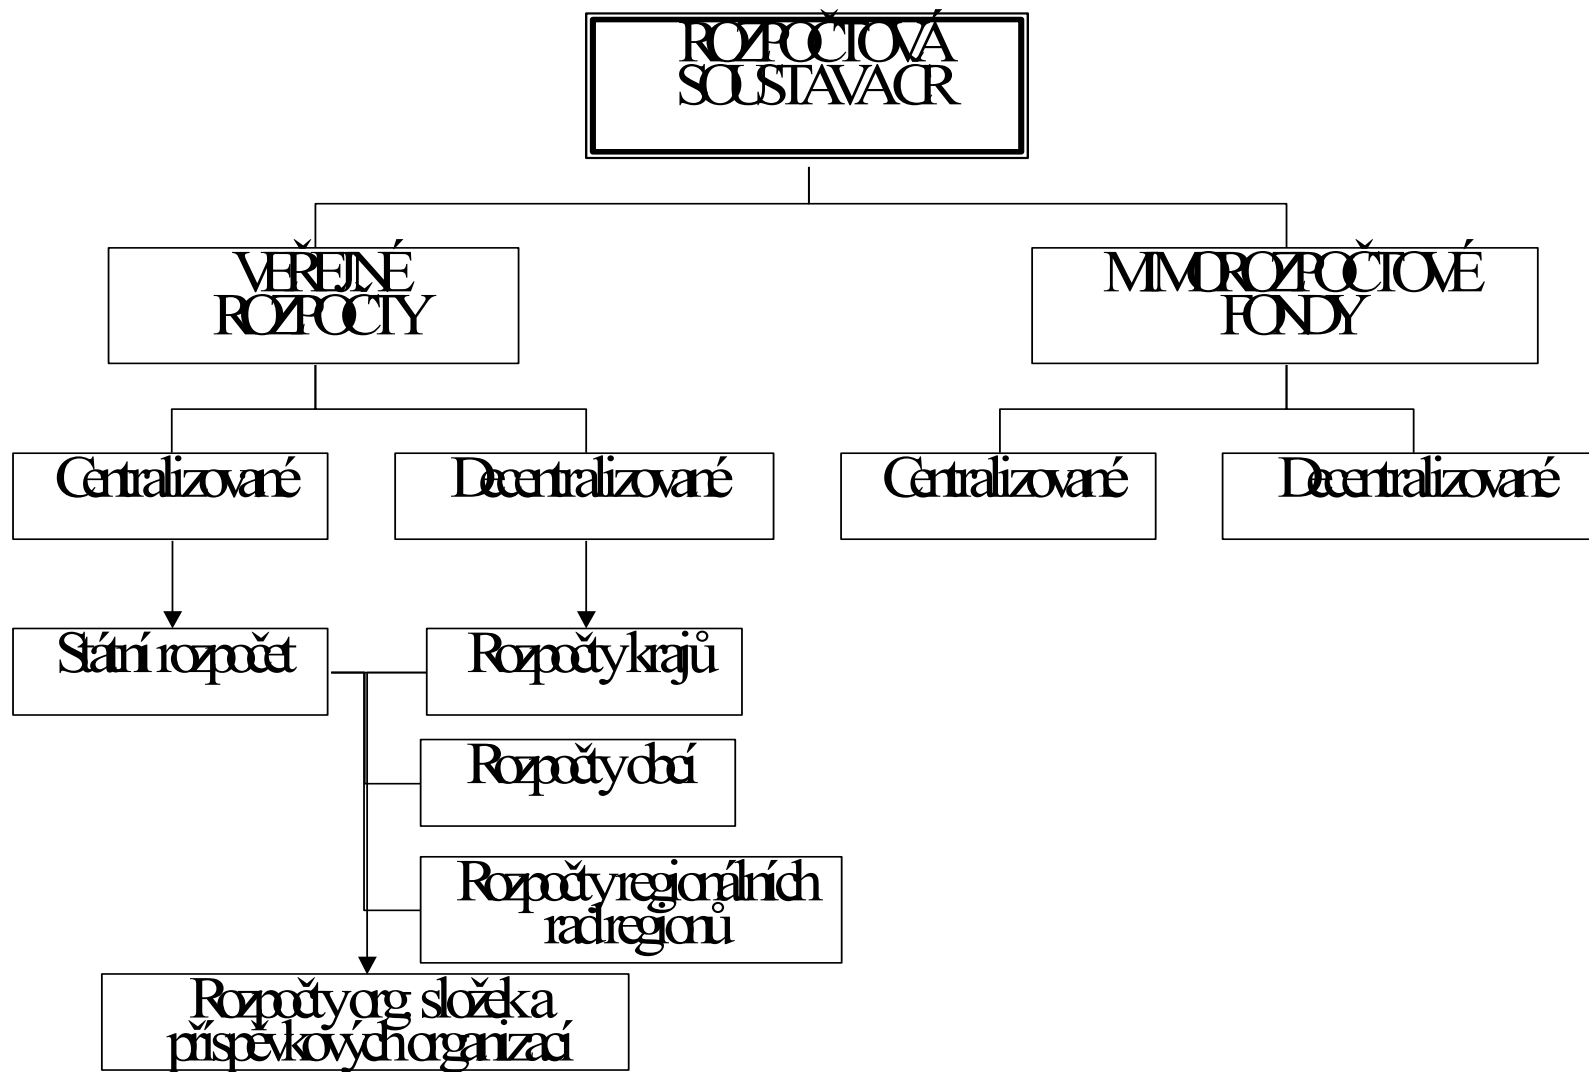 ROZPOČTOVÁ
SOUSTAVA ČR
VEŘEJNÉ
ROZPOČTY
MIMOROZPOČTOVÉ
FONDY
Centralizované
Decentralizované
Centralizované
Decentralizované
Státní rozpočet
Rozpočty krajů
Rozpočty obcí
Rozpočty regionálních
rad regionů
Rozpočty org. složek a
příspěvkových organizací